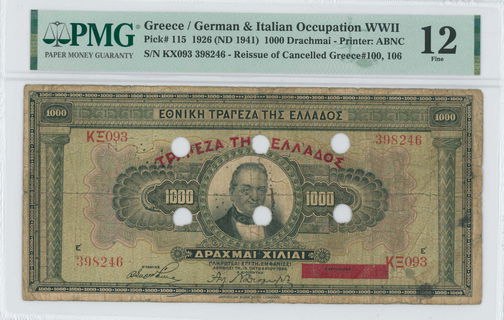 PMG
PAPER MONEY GUARANTY
Greece / German & Italian Occupation WWII
Pick# 115 1926 (ND 1941) 1000 Drachmai - Printer: ABNC
S/N KX093 398246 - Reissue of Cancelled Greece#100, 106
12
Fine
1000
ΕΘΝΙΚΗ ΤΡΑΠΕΖΑ ΤΗΣ ΕΛΛΑΔΟΣ
1000
ΚΞ093
398246
ΤΡΑΠΕΖΑ ΤΗΣ ΕΛΛΑΔΟΣ
1000
1000
ΔΡΑΧΜΑΙ ΧΙΛΙΑΙ
ε
398246
ε
ΚΞ093